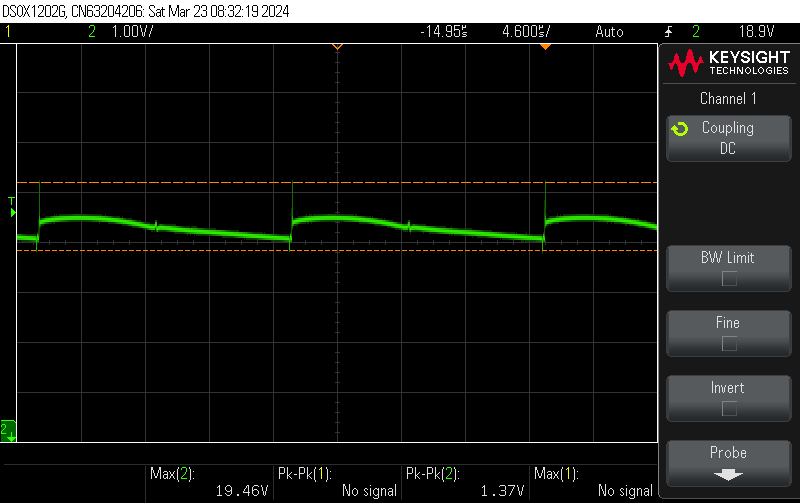 DSOX1202G, CN63204206: Sat Mar 23 08:32:19 2024
1 2 1.00V/ -14.95s 4.600s/ Auto 2 18.9V
KEYSIGHT
TECHNOLOGIES
Channel 1
Coupling
DC
T
BW Limit
Fine
Invert
2
Probe
Max(2): Pk-Pk(1): Pk-Pk(2): Max(1):
19.46V No signal 1.37V No signal